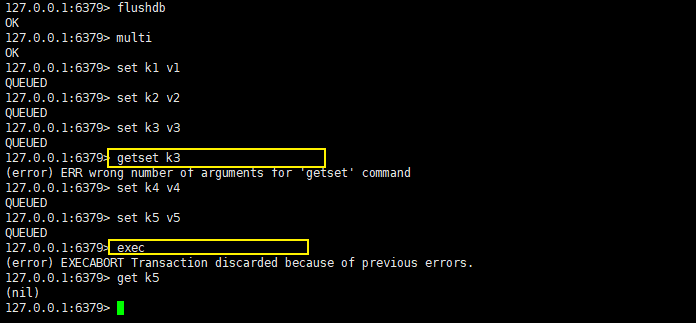 127.0.0.1:6379> flushdb
OK
127.0.0.1:6379> multi
OK
127.0.0.1:6379> set k1 v1
QUEUED
127.0.0.1:6379> set k2 v2
QUEUED
127.0.0.1:6379> set k3 v3
QUEUED
127.0.0.1:6379> getset k3
(error) ERR wrong number of arguments for 'getset' command
127.0.0.1:6379> set k4 v4
QUEUED
127.0.0.1:6379> set k5 v5
QUEUED
127.0.0.1:6379> exec
(error) EXECABORT Transaction discarded because of previous errors.
127.0.0.1:6379> get k5
(nil)
127.0.0.1:6379>